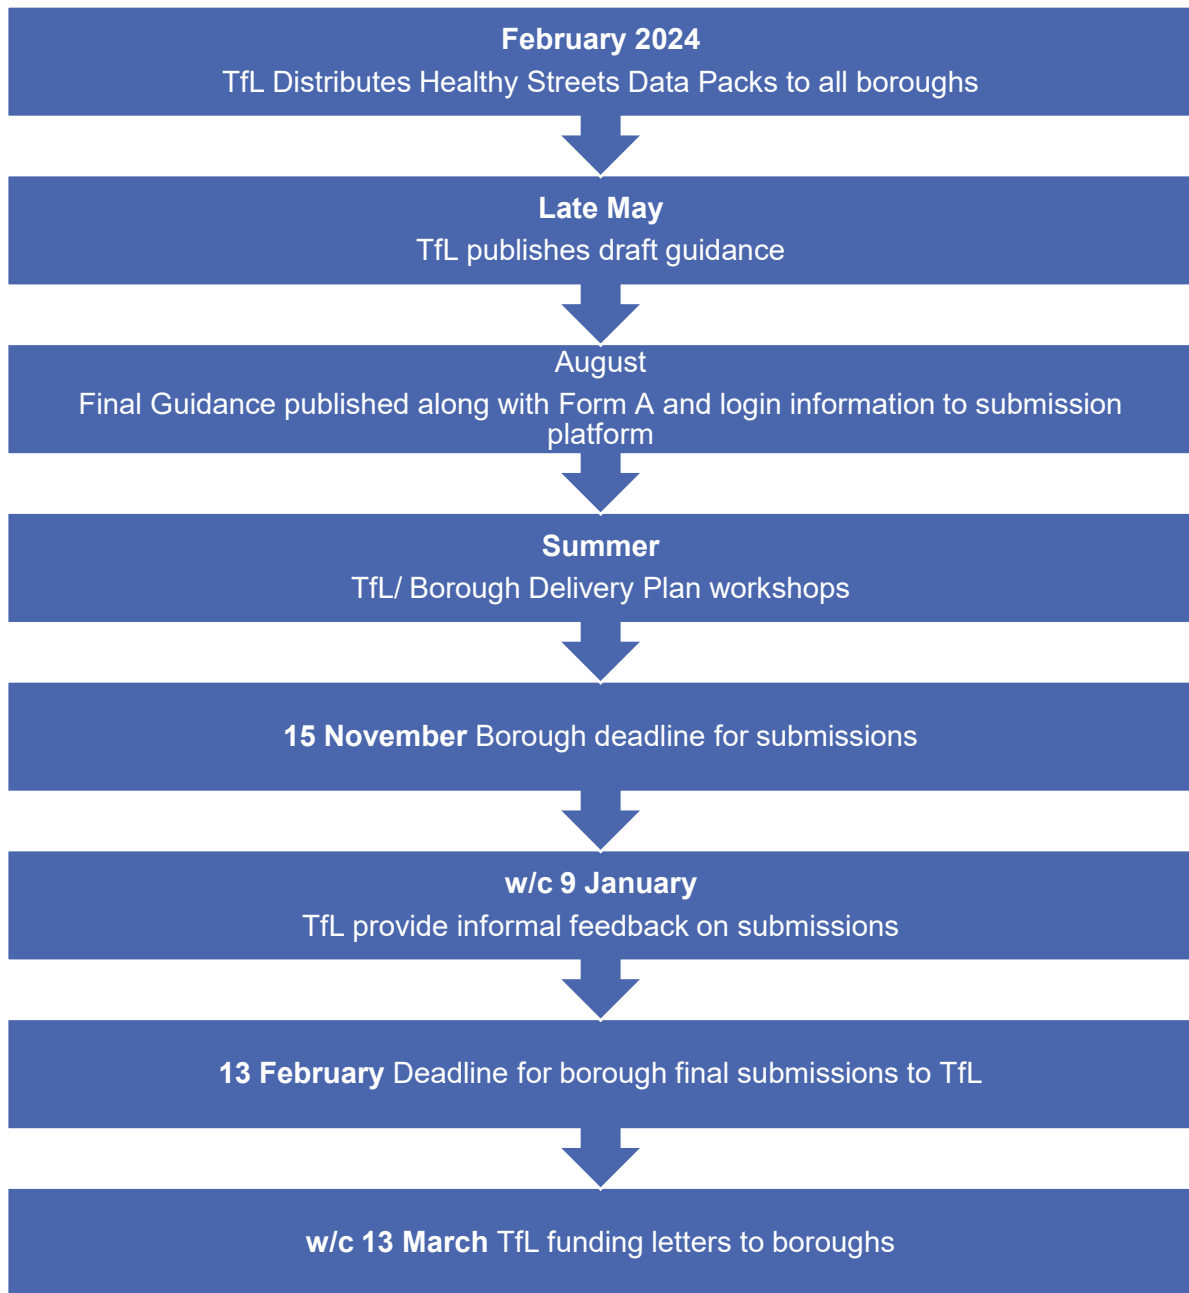 February 2024
TfL Distributes Healthy Streets Data Packs to all boroughs
Late May
TfL publishes draft guidance
August
Final Guidance published along with Form A and login information to submission
platform
Summer
TfL/ Borough Delivery Plan workshops
15 November Borough deadline for submissions
w/c 9 January
TfL provide informal feedback on submissions
13 February Deadline for borough final submissions to TfL
w/c 13 March TfL funding letters to boroughs